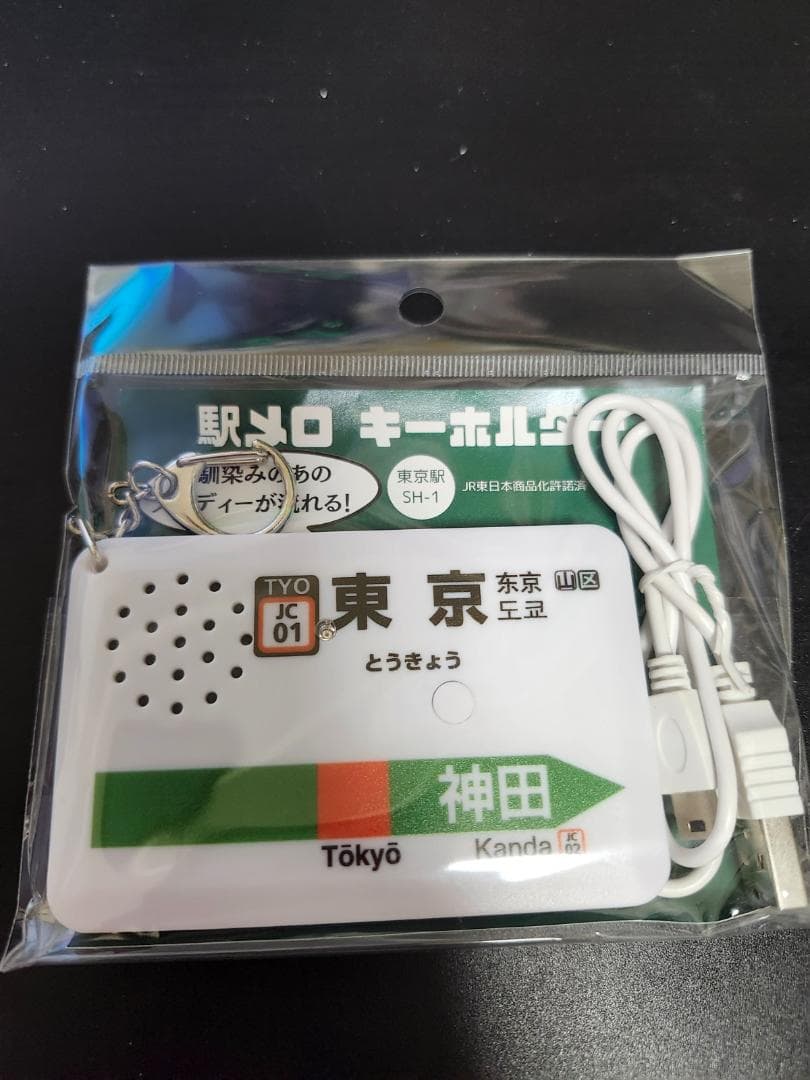 駅メロ キーホルダー
馴染みのあの
ディーが流れる!
東京駅
SH-1
JR東日本商品化許諾済
TYO
JC
01
東京
东京
도쿄
山区
とうきょう
神田
Tōkyō
Kanda
JC
02